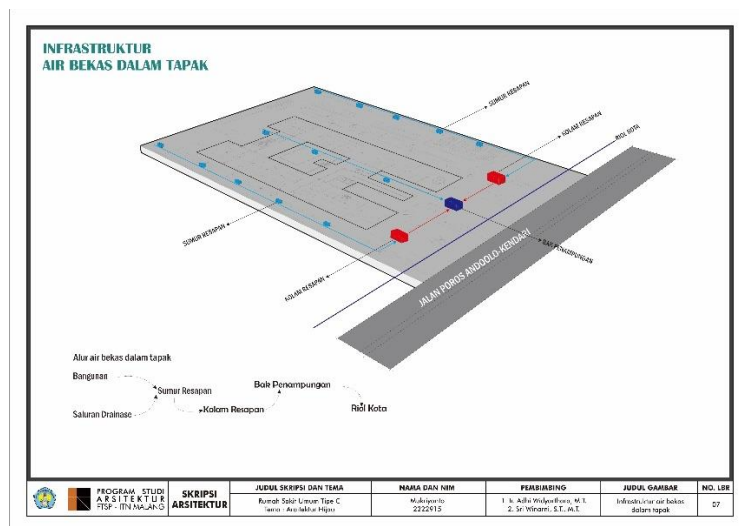 INFRASTRUKTUR
AIR BEKAS DALAM TAPAK
SUMUR RESAPAN
KOLAM RESAPAN
RIOL KOTA
SUMUR RESAPAN
BAK PENAMPUNGAN
KOLAM RESAPAN
JALAN POROS ANDOOLO-KENDARI
Alur air bekas dalam tapak
Bangunan
Sumur Resapan
Saluran Drainase
Kolam Resapan
Bak Penampungan
Riol Kota
PROGRAM STUDI
ARSITEKTUR
FTSP - ITN MALANG
SKRIPSI
ARSITEKTUR
JUDUL SKRIPSI DAN TEMA
Rumah Sakit Umum Tipe C
Tema : Arsitektur Hijau
NAMA DAN NIM
Mukriyanto
2222915
PEMBIMBING
1. Ir. Adhi Widyarthara, M.T.
2. Sri Winarni, S.T., M.T.
JUDUL GAMBAR
Infrastruktur air bekas
dalam tapak
NO. LBR
07